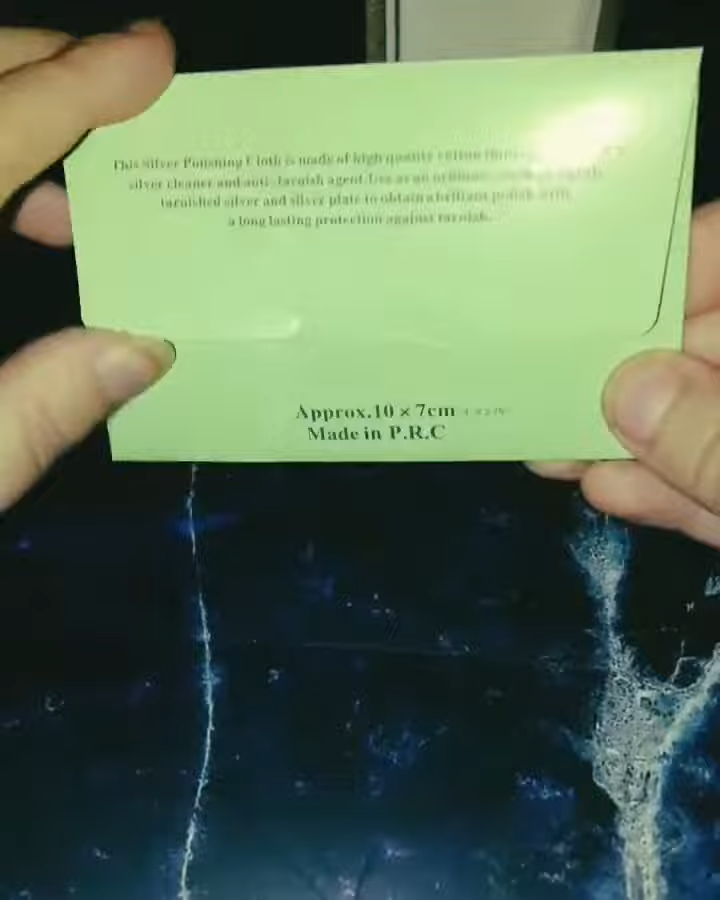 This Silver Polishing Cloth is made of high quality cotton
silver cleaner and anti-tarnish agent. Use as an
tarnished silver and silver plate to obtain a brilliant polish with
a long lasting protection against tarnish.
Approx.10 × 7cm
Made in P.R.C